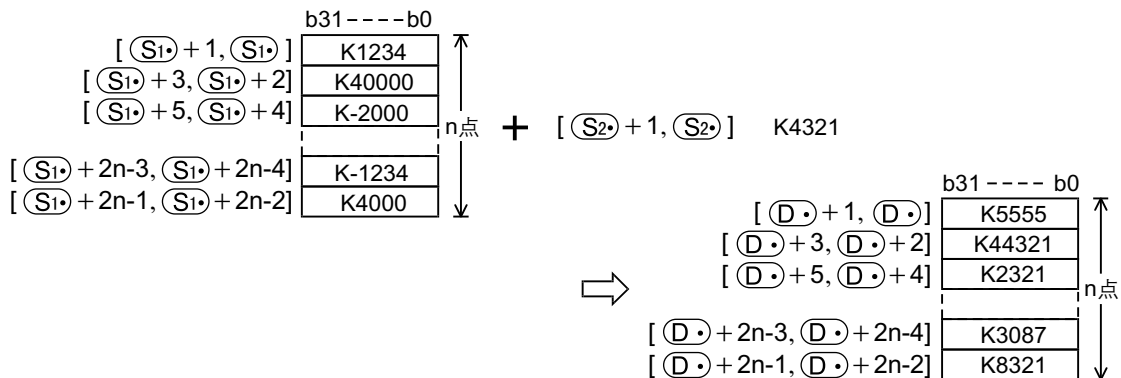 b31----b0
[ (S1•)+1, (S1•) ] K1234
[ (S1•)+3, (S1•)+2] K40000
[ (S1•)+5, (S1•)+4] K-2000
n点 + [ (S2•)+1, (S2•) ] K4321
[ (S1•)+2n-3, (S1•)+2n-4] K-1234
[ (S1•)+2n-1, (S1•)+2n-2] K4000
b31---- b0
[ (D•)+1, (D•)] K5555
[ (D•)+3, (D•)+2] K44321
[ (D•)+5, (D•)+4] K2321
n点
[ (D•)+2n-3, (D•)+2n-4] K3087
[ (D•)+2n-1, (D•)+2n-2] K8321